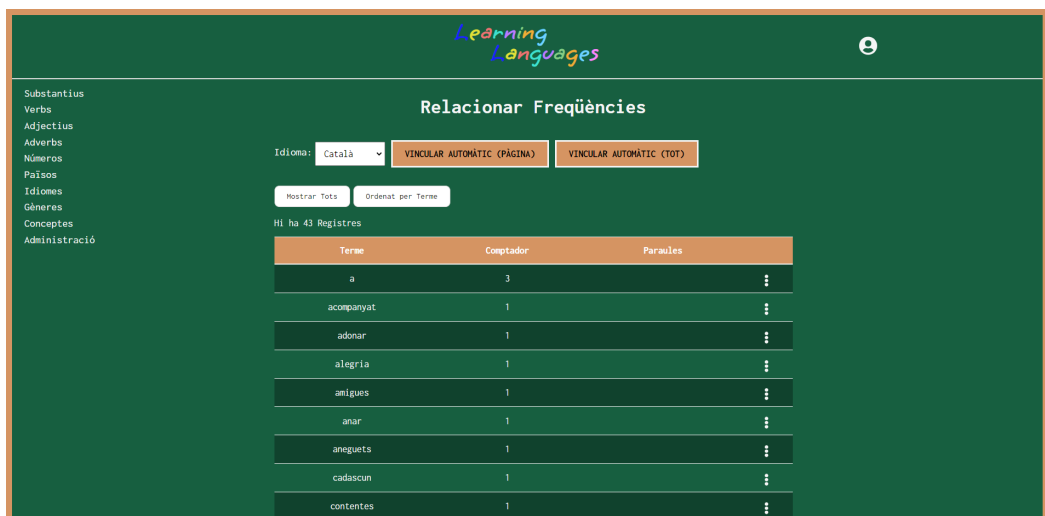 Learning
Languages
Substantius
Verbs
Adjectius
Adverbs
Números
Països
Idiomes
Gèneres
Conceptes
Administració
Relacionar Freqüències
Idioma: Català VINCULAR AUTOMÀTIC (PÀGINA) VINCULAR AUTOMÀTIC (TOT)
Mostrar Tots Ordenat per Terme
Hi ha 43 Registres
Terme Comptador Paraules
a 3
acompanyat 1
adonar 1
alegria 1
amigues 1
anar 1
aneguets 1
cadascun 1
contentes 1